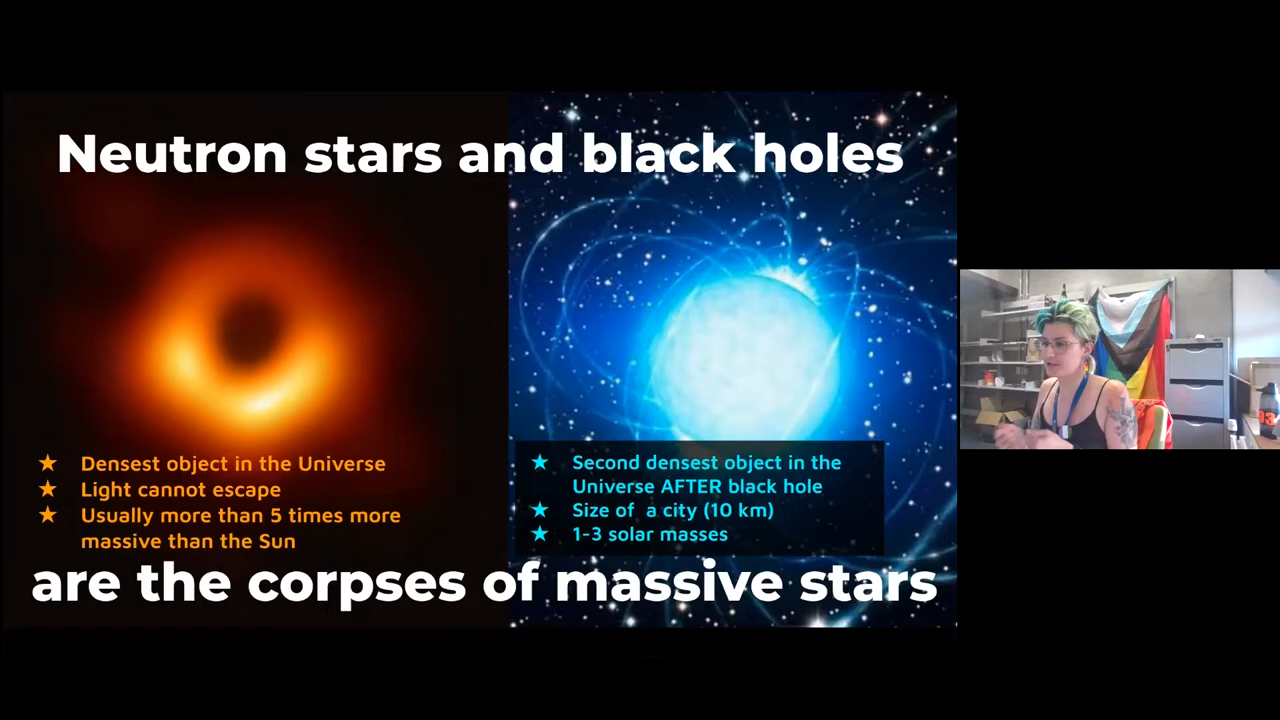 Neutron stars and black holes
★ Densest object in the Universe
★ Light cannot escape
★ Usually more than 5 times more
massive than the Sun
★ Second densest object in the
Universe AFTER black hole
★ Size of a city (10 km)
★ 1-3 solar masses
are the corpses of massive stars